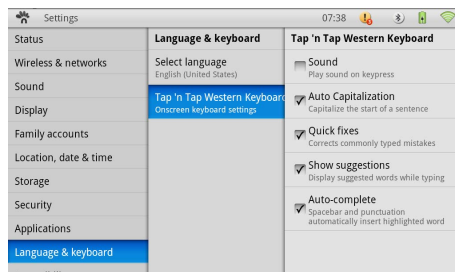 Settings
07:38
Status
Wireless & networks
Sound
Display
Family accounts
Location, date & time
Storage
Security
Applications
Language & keyboard
Language & keyboard
Select language
English (United States)
Tap 'n Tap Western Keyboard
Onscreen keyboard settings
Tap 'n Tap Western Keyboard
Sound
Play sound on keypress
Auto Capitalization
Capitalize the start of a sentence
Quick fixes
Corrects commonly typed mistakes
Show suggestions
Display suggested words while typing
Auto-complete
Spacebar and punctuation
automatically insert highlighted word